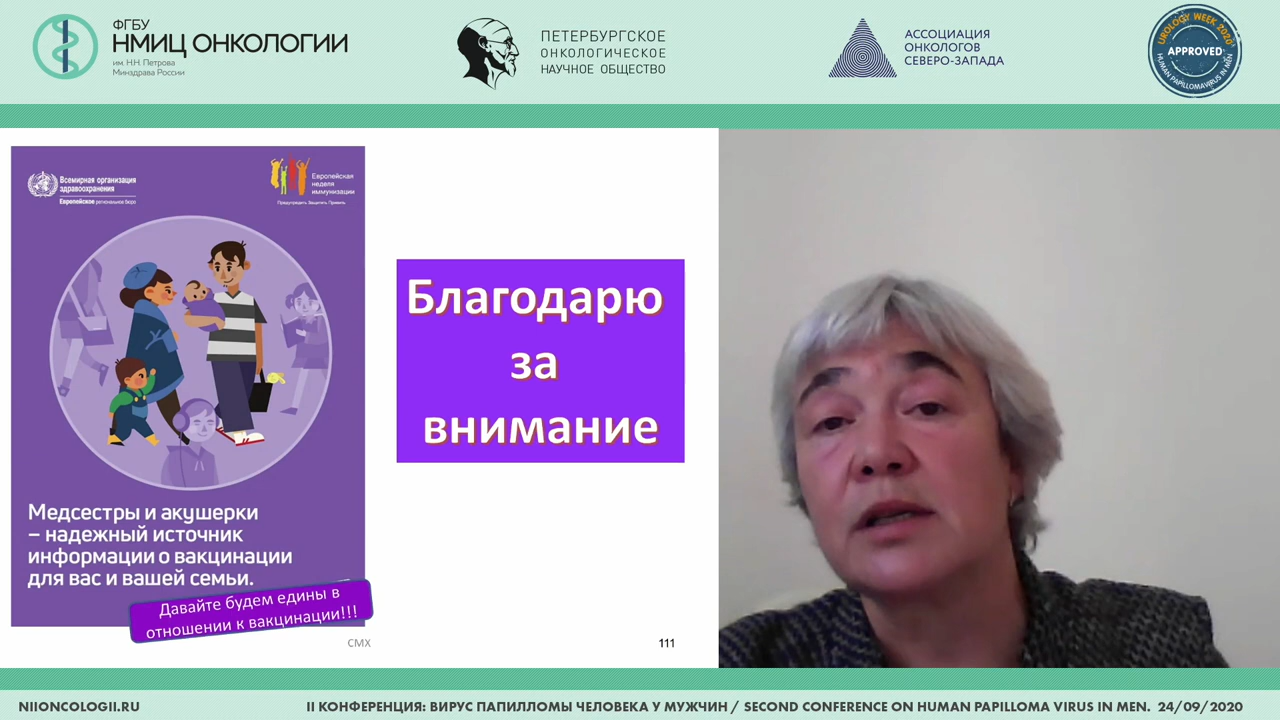 ФГБУ
НМИЦ ОНКОЛОГИИ
им. Н.Н. Петрова
Минздрава России
ПЕТЕРБУРГСКОЕ
ОНКОЛОГИЧЕСКОЕ
НАУЧНОЕ ОБЩЕСТВО
АССОЦИАЦИЯ
ОНКОЛОГОВ
СЕВЕРО-ЗАПАДА
UROLOGY WEEK 2020
APPROVED
HUMAN PAPILLOMAVIRUS IN MEN
Всемирная организация
здравоохранения
Европейское региональное бюро
Европейская
неделя
иммунизации
Предупредить Защитить Привить
Благодарю
за
внимание
Медсестры и акушерки
– надежный источник
информации о вакцинации
для вас и вашей семьи.
Давайте будем едины в
отношении к вакцинации!!!
СМХ
111
NIIONCOLOGII.RU
II КОНФЕРЕНЦИЯ: ВИРУС ПАПИЛЛОМЫ ЧЕЛОВЕКА У МУЖЧИН / SECOND CONFERENCE ON HUMAN PAPILLOMA VIRUS IN MEN. 24/09/2020